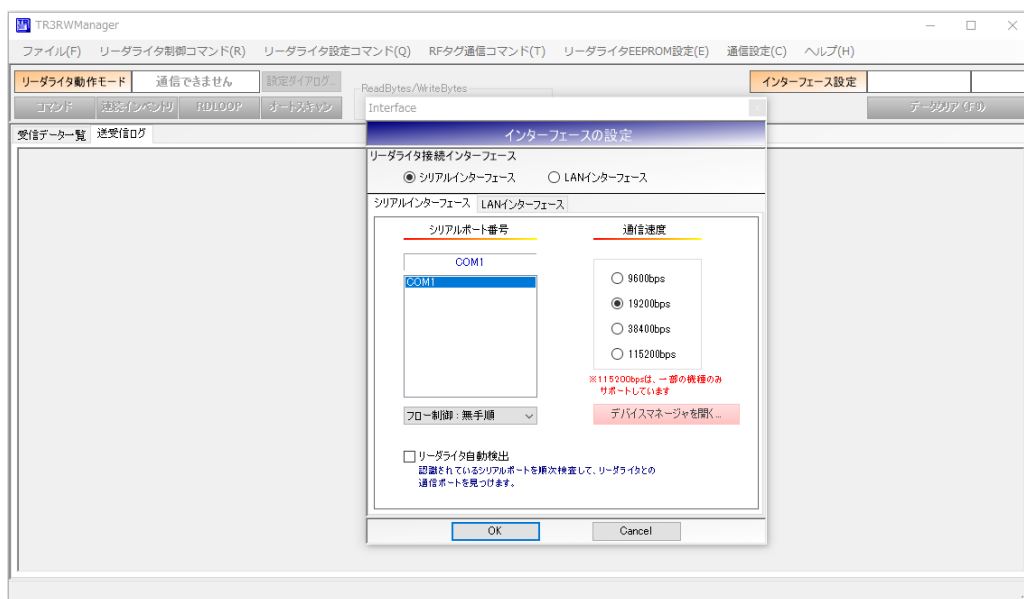 TR3RWManager
ファイル(F) リーダライタ制御コマンド(R) リーダライタ設定コマンド(Q) RFタグ通信コマンド(T) リーダライタEEPROM設定(E) 通信設定(C) ヘルプ(H)
リーダライタ動作モード 通信できません 設定ダイアログ... ReadBytes/WriteBytes インターフェース設定
コマンド 連続インベントリ RDLOOP オートスキャン データクリア(F9)
受信データ一覧 送受信ログ
Interface
インターフェースの設定
リーダライタ接続インターフェース
シリアルインターフェース LANインターフェース
シリアルインターフェース LANインターフェース
シリアルポート番号 通信速度
COM1
COM1
9600bps
19200bps
38400bps
115200bps
※115200bpsは、一部の機種のみ
サポートしています
フロー制御:無手順 デバイスマネージャを開く...
リーダライタ自動検出
認識されているシリアルポートを順次検査して、リーダライタとの
通信ポートを見つけます。
OK Cancel